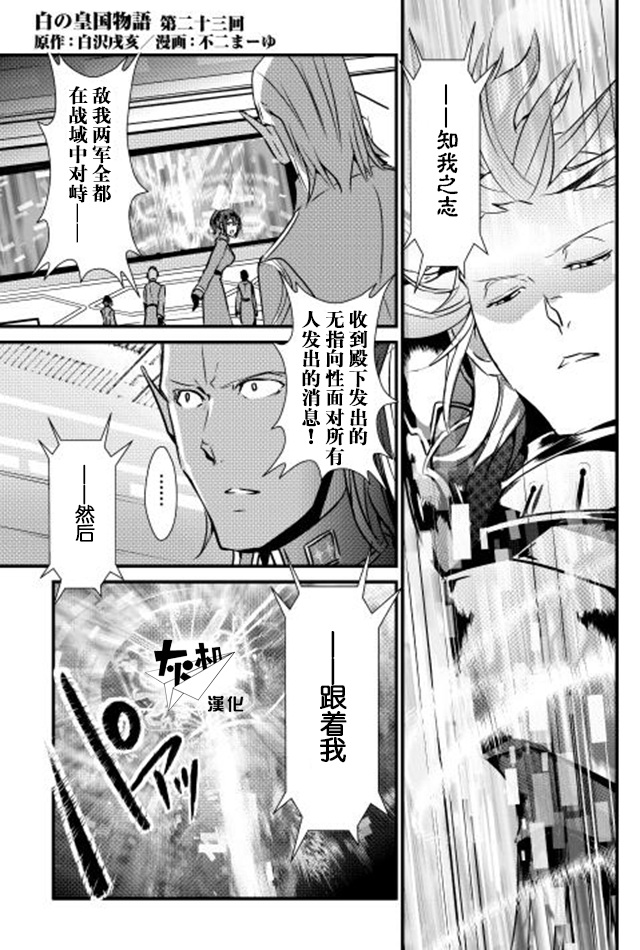 白の皇国物語 第二十三回
原作：白沢戌亥／漫画：不二まーゆ
——知我之志
敌我两军全都
在战域中对峙——
收到殿下发出的
无指向性面对所有
人发出的消息！
……
——然后
——跟着我
灰机
漢化
パアッ